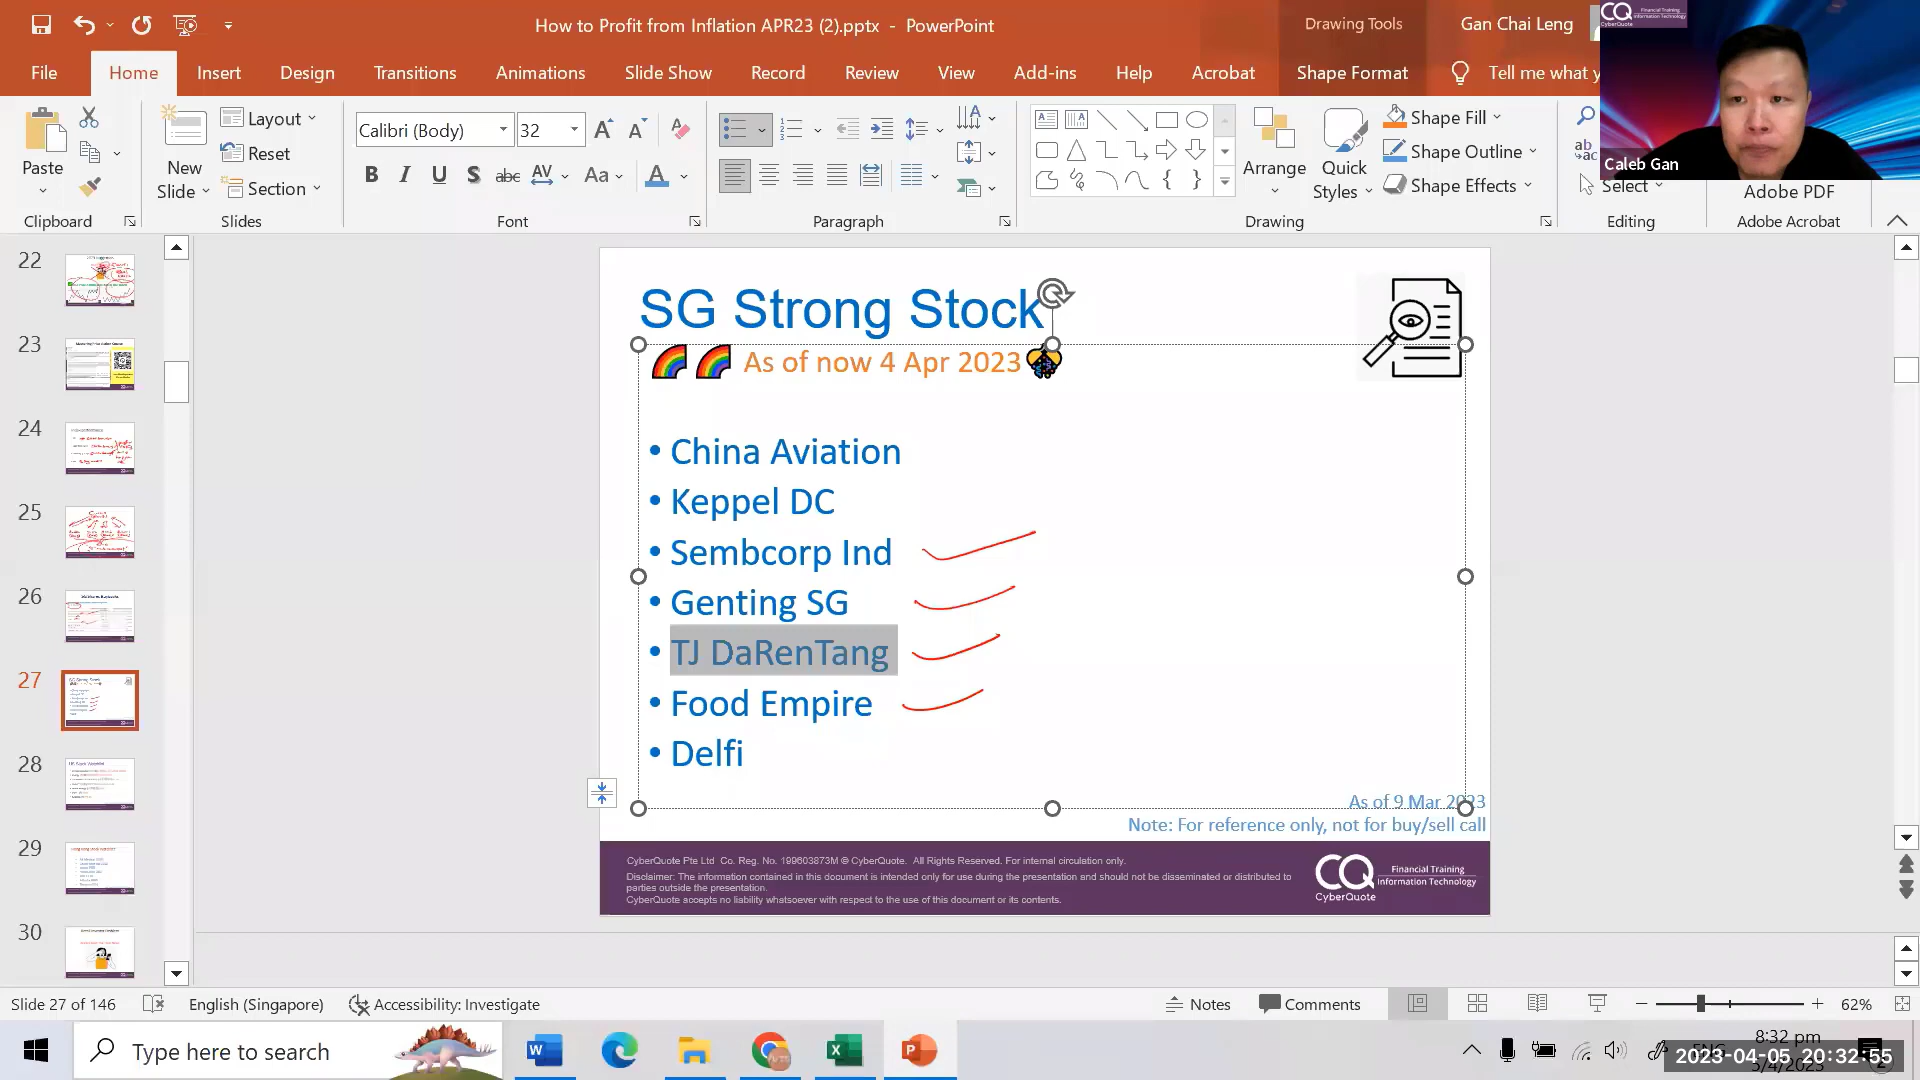 How to Profit from Inflation APR23 (2).pptx - PowerPoint
Drawing Tools
Gan Chai Leng
File Home Insert Design Transitions Animations Slide Show Record Review View Add-ins Help Acrobat Shape Format Tell me what y
Paste
Clipboard
New Slide
Layout
Reset
Section
Slides
Calibri (Body) 32
B I U S abc AV Aa A
Font
Paragraph
Arrange
Quick Styles
Shape Fill
Shape Outline
Shape Effects
Drawing
Select
Editing
Adobe PDF
Adobe Acrobat
CQ Financial Training
Information Technology
CyberQuote
Caleb Gan
22
23
24
25
26
27
28
29
30
SG Strong Stock
As of now 4 Apr 2023
• China Aviation
• Keppel DC
• Sembcorp Ind
• Genting SG
• TJ DaRenTang
• Food Empire
• Delfi
As of 9 Mar 2023
Note: For reference only, not for buy/sell call
CyberQuote Pte Ltd Co. Reg. No. 199603873M © CyberQuote. All Rights Reserved. For internal circulation only.
Disclaimer: The information contained in this document is intended only for use during the presentation and should not be disseminated or distributed to
parties outside the presentation.
CyberQuote accepts no liability whatsoever with respect to the use of this document or its contents.
CQ Financial Training
Information Technology
CyberQuote
Slide 27 of 146 English (Singapore) Accessibility: Investigate Notes Comments 62%
Type here to search
8:32 pm
2023-04-05 20:32:55